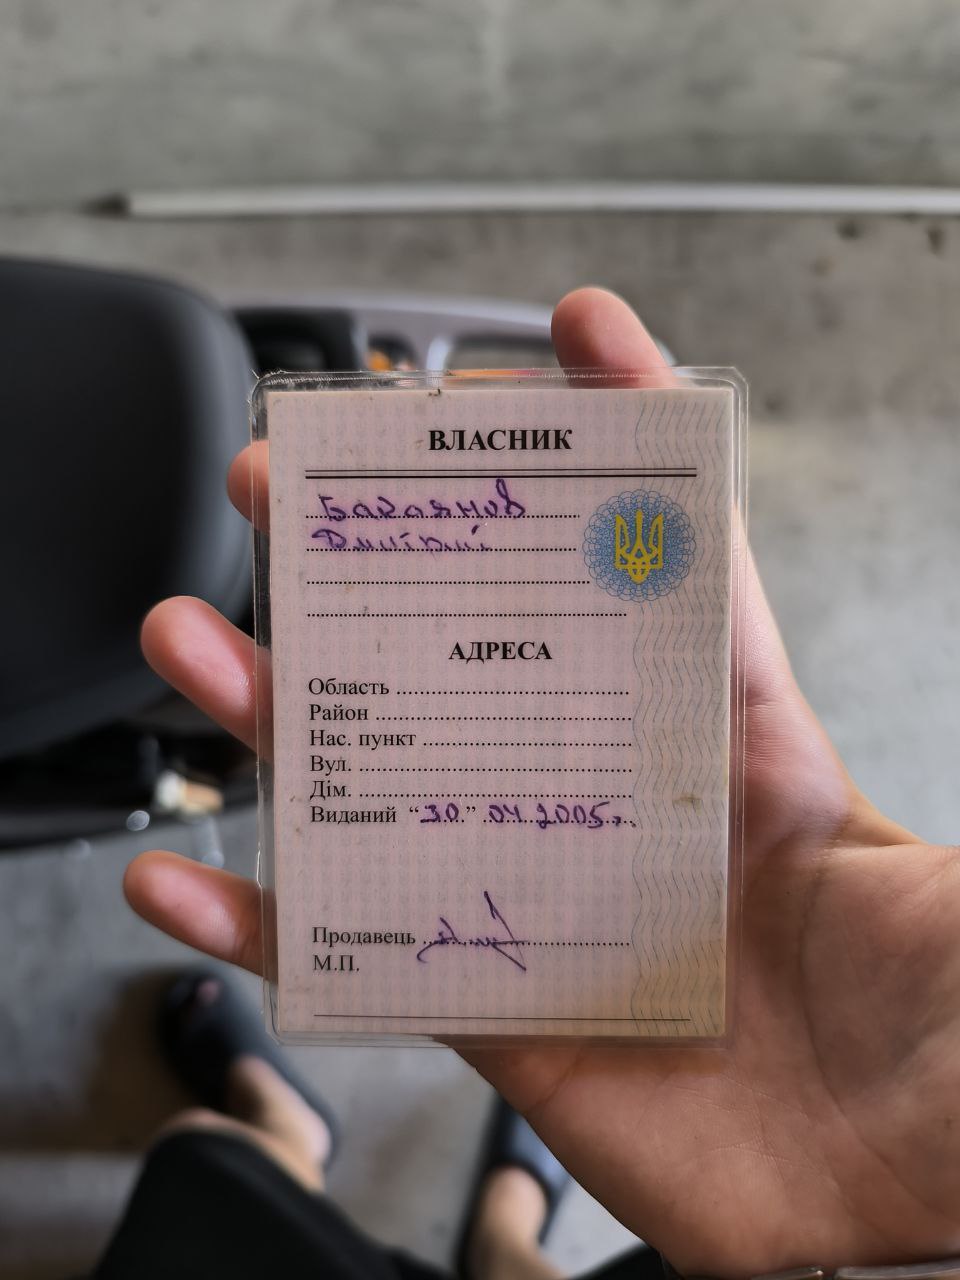 ВЛАСНИК
АДРЕСА
Область
Район
Нас. пункт
Вул.
Дім.
Виданий “30” 04 2005 г.
Продавець
М.П.